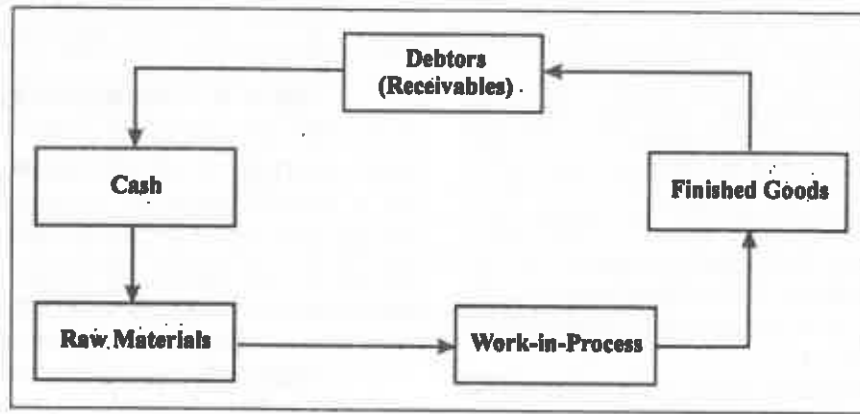 Debtors
(Receivables)
Cash
Finished Goods
Raw Materials
Work-in-Process